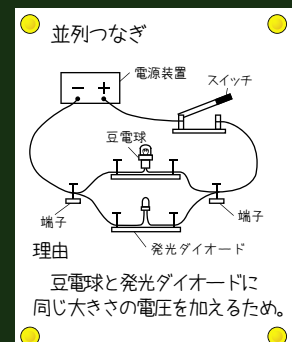 並列つなぎ
電源装置
− +
スイッチ
豆電球
端子
端子
発光ダイオード
理由
豆電球と発光ダイオードに
同じ大きさの電圧を加えるため。